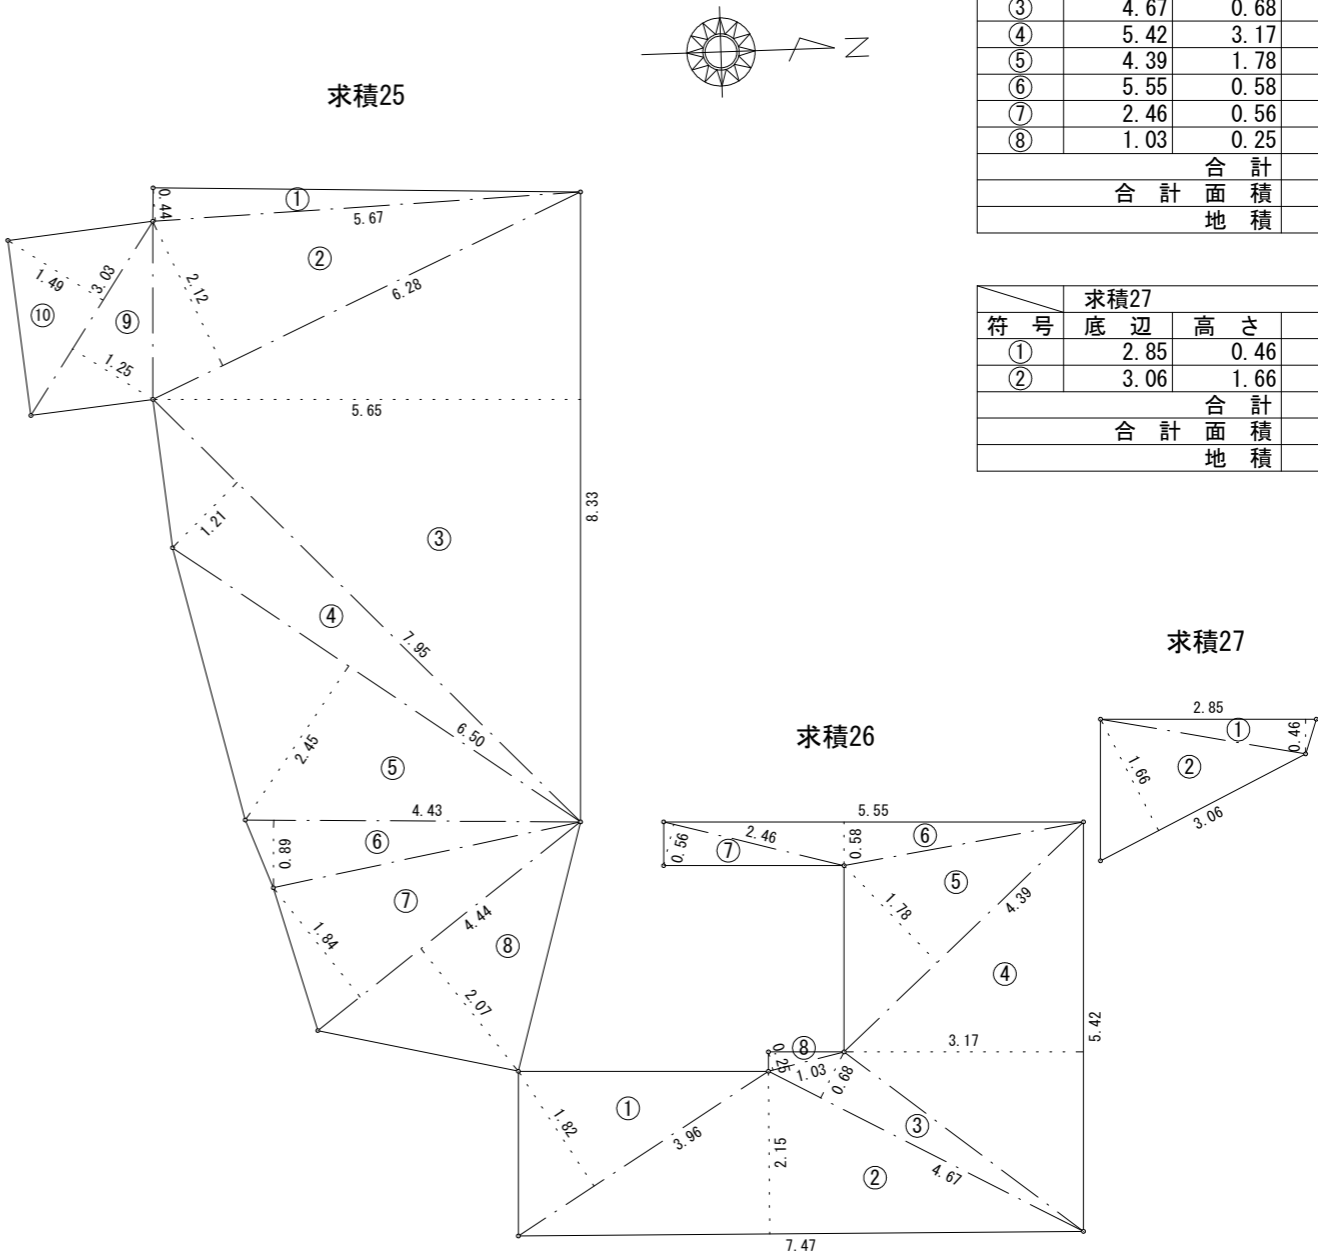 ③ 4.67 0.68
④ 5.42 3.17
⑤ 4.39 1.78
⑥ 5.55 0.58
⑦ 2.46 0.56
⑧ 1.03 0.25
合 計
合 計 面 積
地 積
求積27
符 号 底 辺 高 さ
① 2.85 0.46
② 3.06 1.66
合 計
合 計 面 積
地 積
N
求積25
0.44
①
5.67
②
2.12
6.28
1.49
3.03
⑩
⑨
1.25
5.65
8.33
1.21
③
④
7.95
6.50
2.45
⑤
4.43
⑥
0.89
⑦
1.84
4.44
⑧
2.07
求積26
5.55
2.46
⑥
0.56
⑦
0.58
⑤
1.78
4.39
④
5.42
3.17
⑧
0.25
1.03
0.68
①
1.82
3.96
2.15
③
②
4.67
7.47
求積27
2.85
①
0.46
②
1.66
3.06